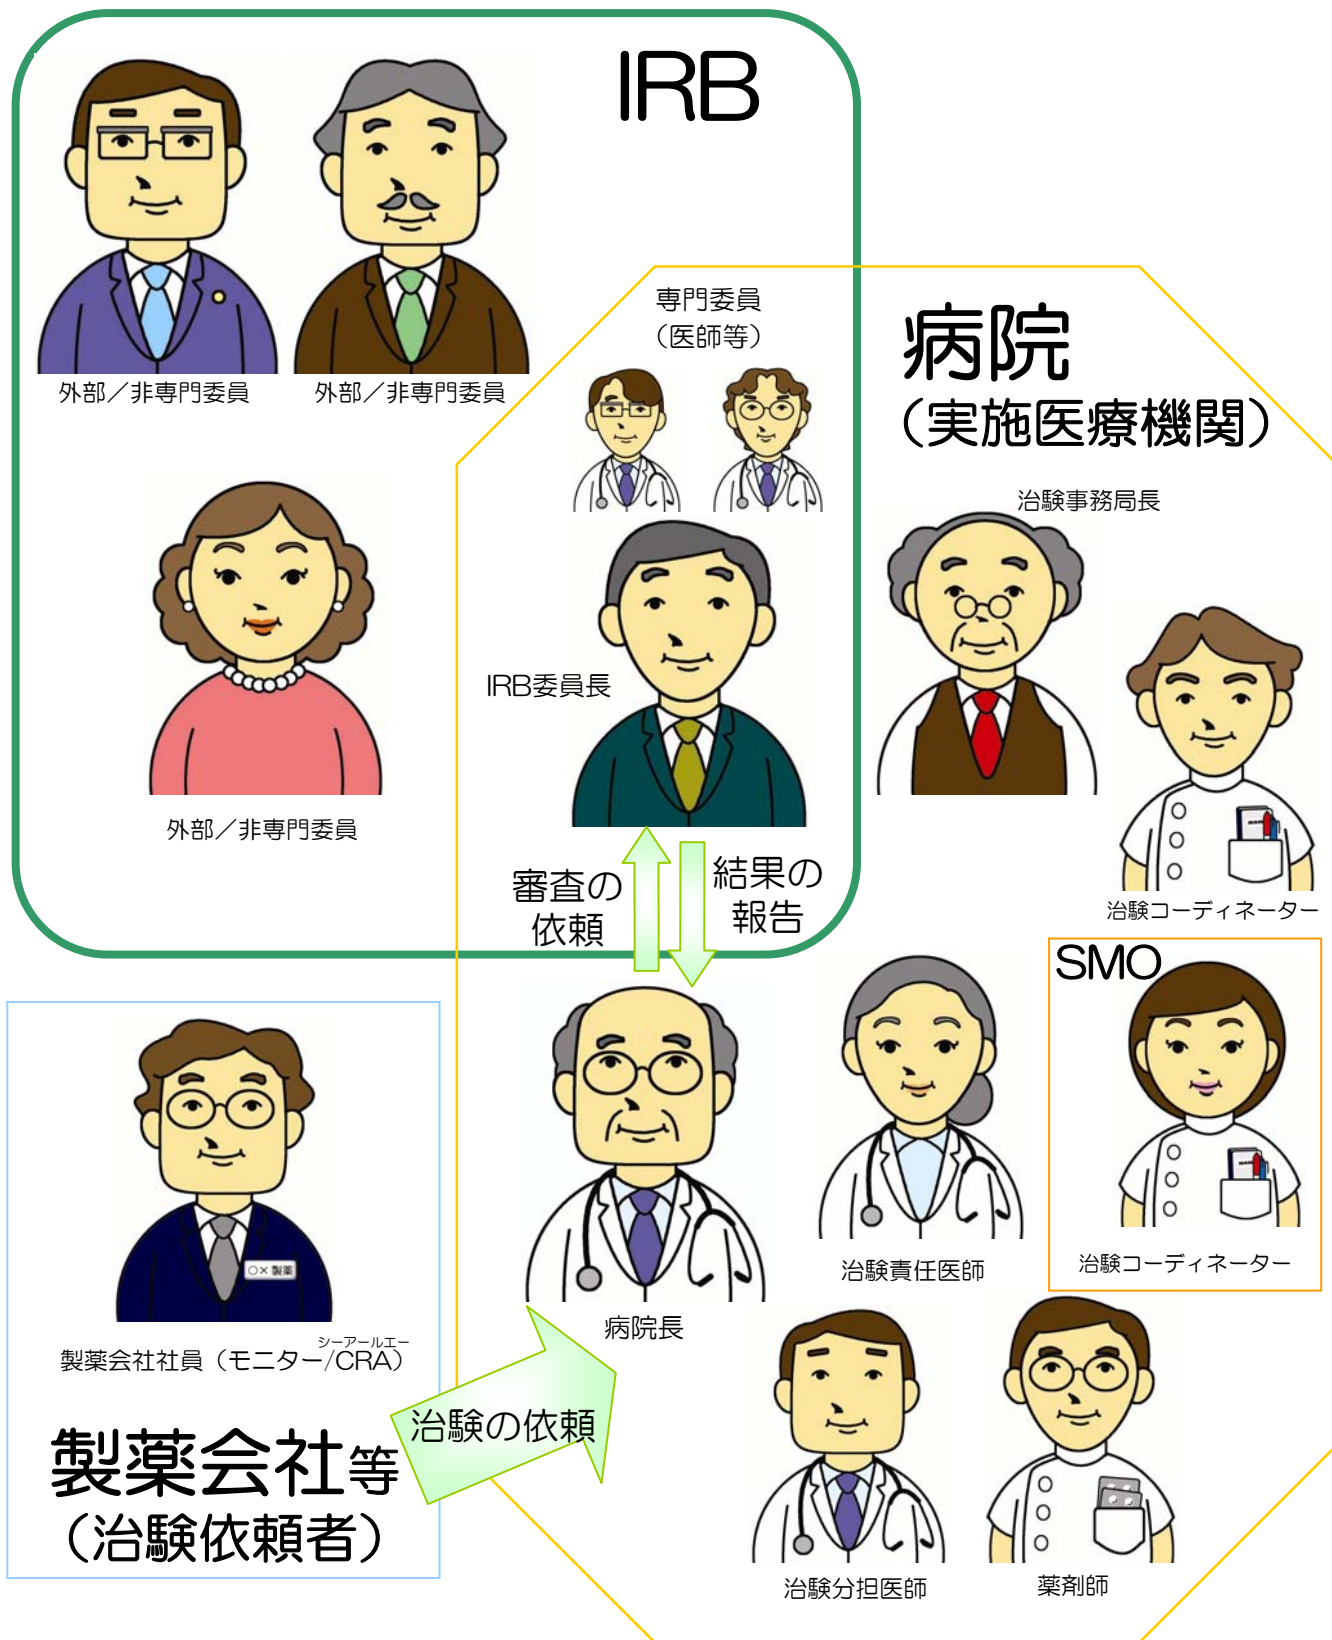 IRB
外部／非専門委員
外部／非専門委員
専門委員
（医師等）
病院
（実施医療機関）
治験事務局長
IRB委員長
外部／非専門委員
審査の
依頼
結果の
報告
治験コーディネーター
SMO
治験コーディネーター
治験責任医師
○×製薬
病院長
シーアールエー
製薬会社社員（モニター/CRA）
治験の依頼
製薬会社等
（治験依頼者）
治験分担医師
薬剤師